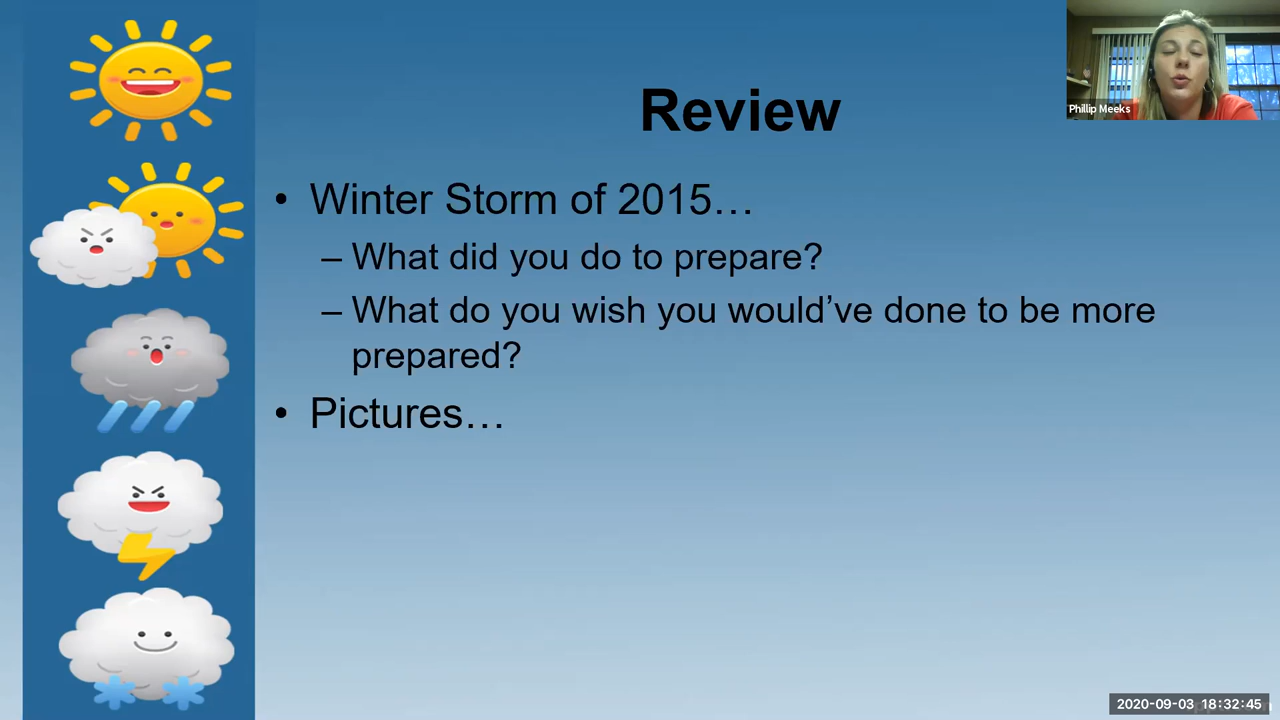 Review
Phillip Meeks
• Winter Storm of 2015…
– What did you do to prepare?
– What do you wish you would’ve done to be more
prepared?
• Pictures…
2020-09-03 18:32:45